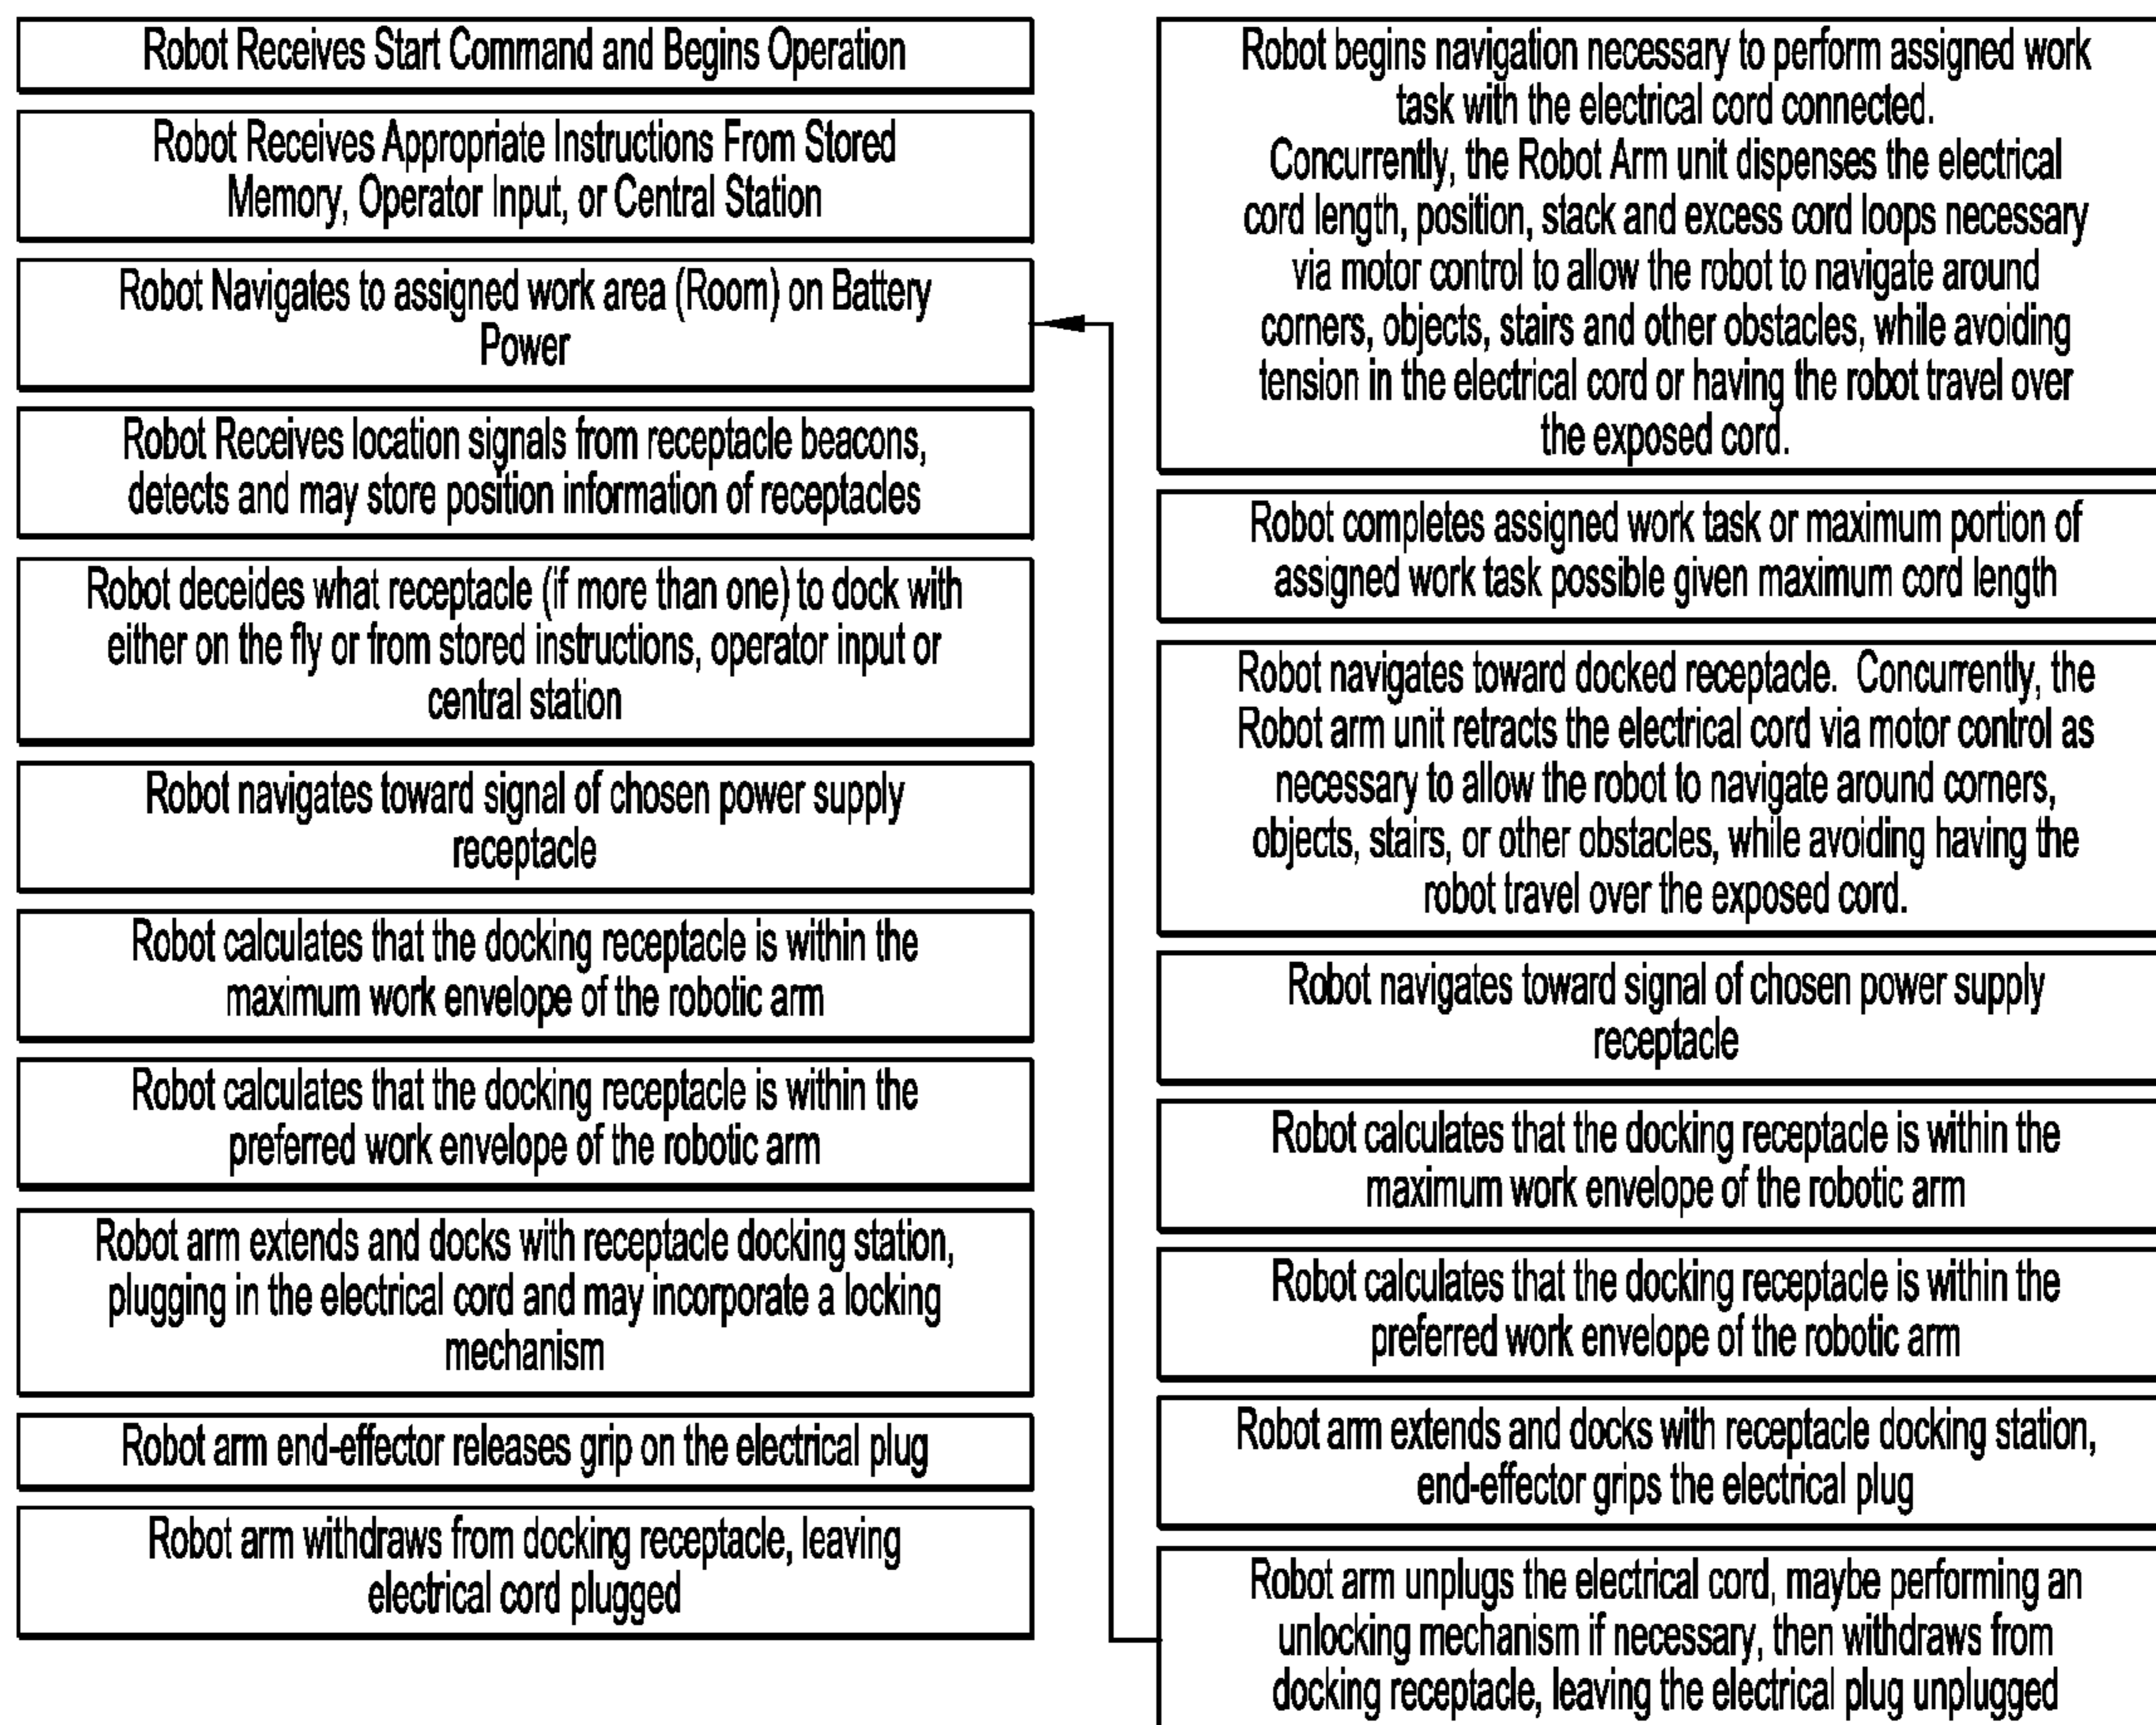 Robot Receives Start Command and Begins Operation
Robot Receives Appropriate Instructions From Stored
Memory, Operator Input, or Central Station
Robot Navigates to assigned work area (Room) on Battery
Power
Robot Receives location signals from receptacle beacons,
detects and may store position information of receptacles
Robot deceides what receptacle (if more than one) to dock with
either on the fly or from stored instructions, operator input or
central station
Robot navigates toward signal of chosen power supply
receptacle
Robot calculates that the docking receptacle is within the
maximum work envelope of the robotic arm
Robot calculates that the docking receptacle is within the
preferred work envelope of the robotic arm
Robot arm extends and docks with receptacle docking station,
plugging in the electrical cord and may incorporate a locking
mechanism
Robot arm end-effector releases grip on the electrical plug
Robot arm withdraws from docking receptacle, leaving
electrical cord plugged
Robot begins navigation necessary to perform assigned work
task with the electrical cord connected.
Concurrently, the Robot Arm unit dispenses the electrical
cord length, position, stack and excess cord loops necessary
via motor control to allow the robot to navigate around
corners, objects, stairs and other obstacles, while avoiding
tension in the electrical cord or having the robot travel over
the exposed cord.
Robot completes assigned work task or maximum portion of
assigned work task possible given maximum cord length
Robot navigates toward docked receptacle. Concurrently, the
Robot arm unit retracts the electrical cord via motor control as
necessary to allow the robot to navigate around corners,
objects, stairs, or other obstacles, while avoiding having the
robot travel over the exposed cord.
Robot navigates toward signal of chosen power supply
receptacle
Robot calculates that the docking receptacle is within the
maximum work envelope of the robotic arm
Robot calculates that the docking receptacle is within the
preferred work envelope of the robotic arm
Robot arm extends and docks with receptacle docking station,
end-effector grips the electrical plug
Robot arm unplugs the electrical cord, maybe performing an
unlocking mechanism if necessary, then withdraws from
docking receptacle, leaving the electrical plug unplugged